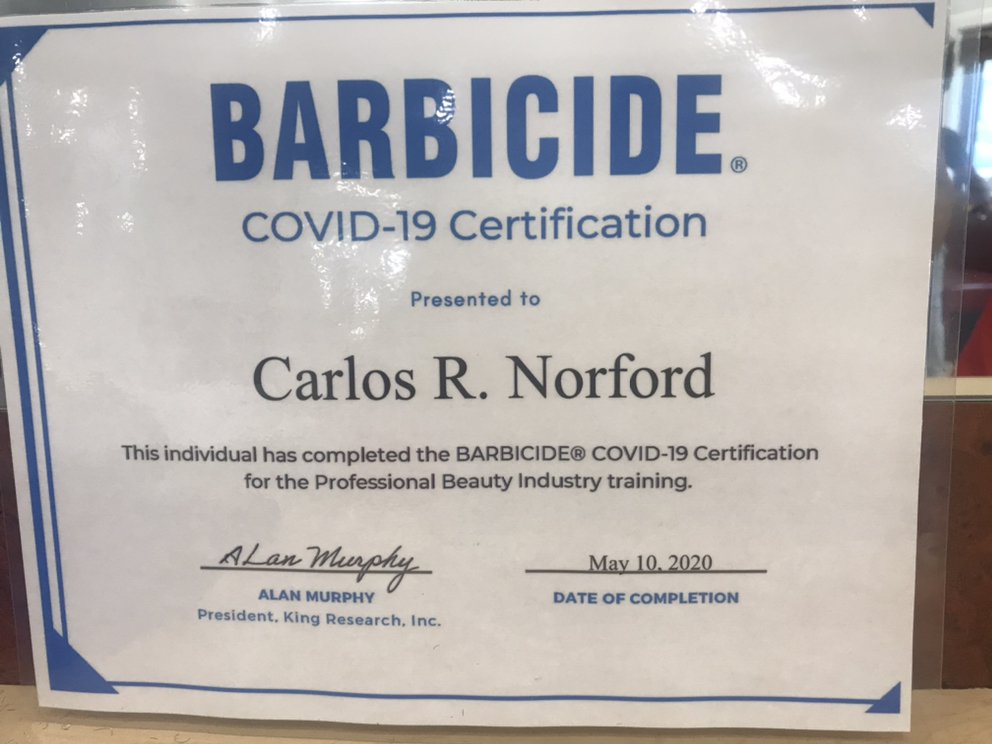 BARBICIDE®
COVID-19 Certification
Presented to
Carlos R. Norford
This individual has completed the BARBICIDE® COVID-19 Certification
for the Professional Beauty Industry training.
ALan Murphy
May 10, 2020
ALAN MURPHY
DATE OF COMPLETION
President, King Research, Inc.